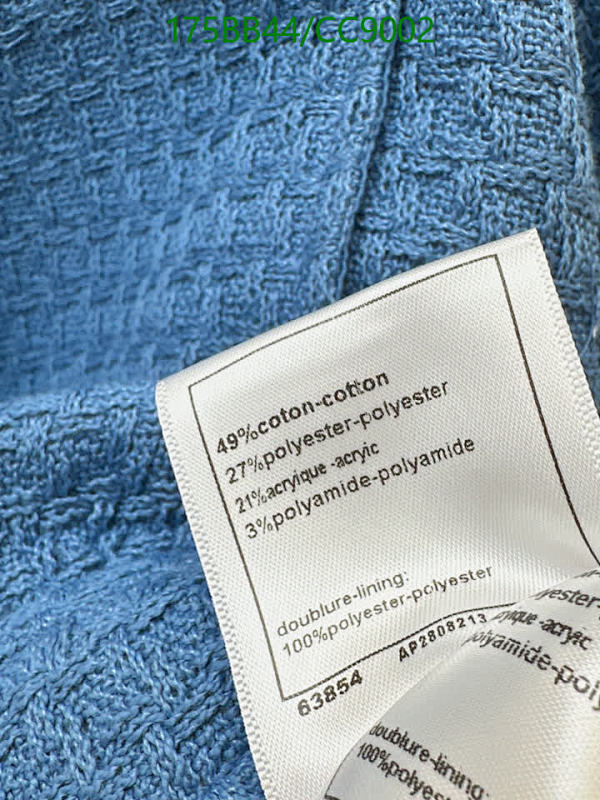 175BB44/CC9002
49%coton-cotton
27%polyester-polyester
21%acryique -acryic
3%polyamide-polyamide
doublure-lining:
100%polyester-polyester
63854
AP2808213
doublure-lining:
100%polyes